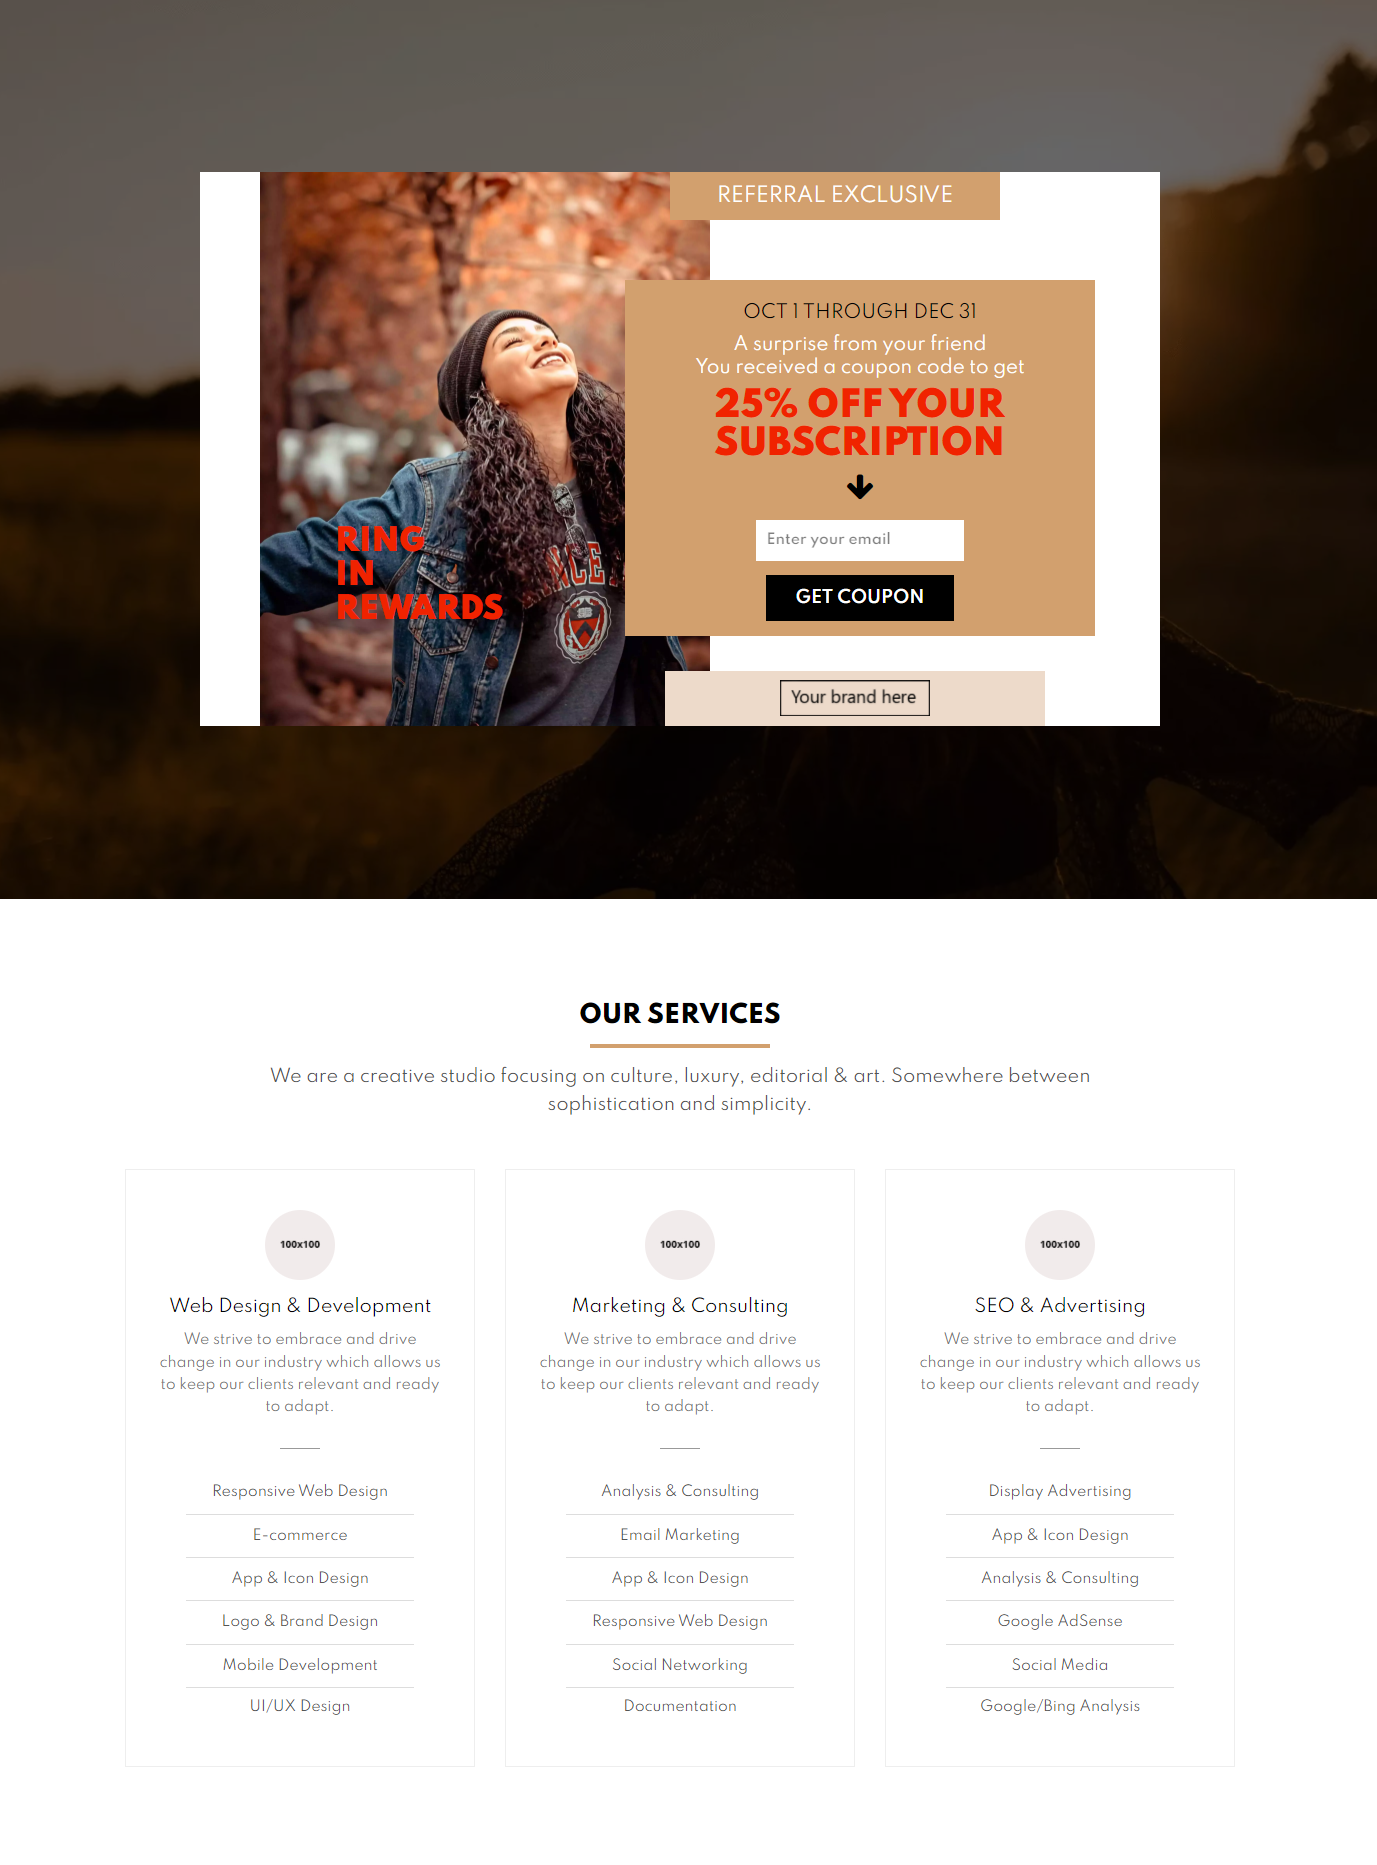 REFERRAL EXCLUSIVE
OCT 1 THROUGH DEC 31
A surprise from your friend
You received a coupon code to get
25% OFF YOUR
SUBSCRIPTION
Enter your email
GET COUPON
RING
IN
REWARDS
NCE
Your brand here
OUR SERVICES
We are a creative studio focusing on culture, luxury, editorial & art. Somewhere between
sophistication and simplicity.
100x100
Web Design & Development
We strive to embrace and drive
change in our industry which allows us
to keep our clients relevant and ready
to adapt.
Responsive Web Design
E-commerce
App & Icon Design
Logo & Brand Design
Mobile Development
UI/UX Design
100x100
Marketing & Consulting
We strive to embrace and drive
change in our industry which allows us
to keep our clients relevant and ready
to adapt.
Analysis & Consulting
Email Marketing
App & Icon Design
Responsive Web Design
Social Networking
Documentation
100x100
SEO & Advertising
We strive to embrace and drive
change in our industry which allows us
to keep our clients relevant and ready
to adapt.
Display Advertising
App & Icon Design
Analysis & Consulting
Google AdSense
Social Media
Google/Bing Analysis